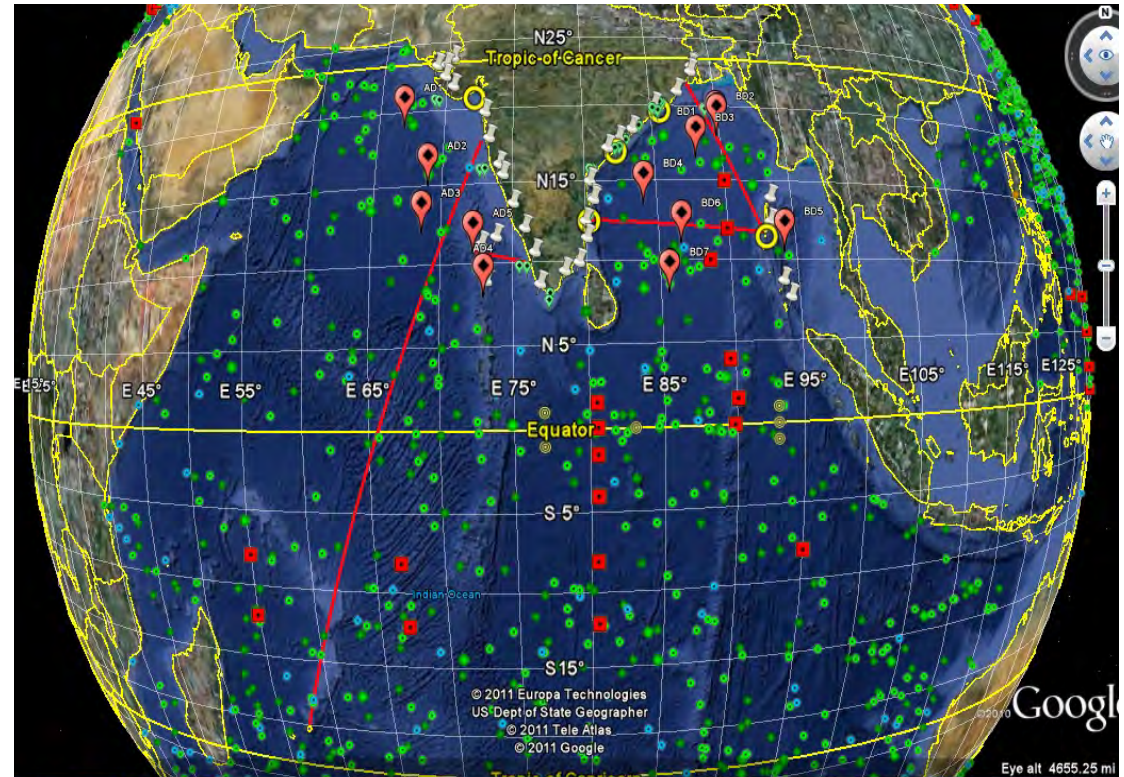 N
N25°
Tropic of Cancer
AD1
BD2
BD1
BD3
AD2
BD4
N15°
AD3
BD6
BD5
AD5
AD4
BD7
N 5°
E 45°
E 55°
E 65°
E 75°
E 85°
E 95°
E105°
E115°
E125°
Equator
S 5°
Indian Ocean
S 15°
© 2011 Europa Technologies
US Dept of State Geographer
© 2011 Tele Atlas
© 2011 Google
©2010 Google
Eye alt 4655.25 mi